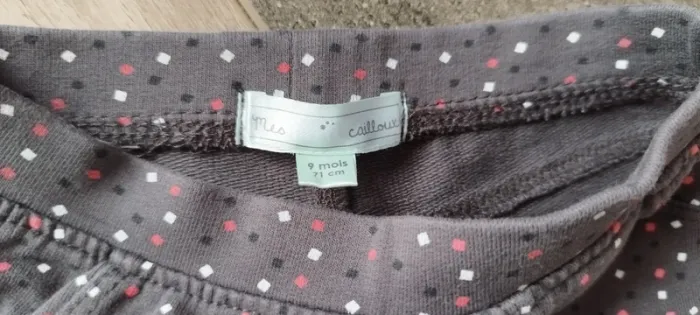 Mes cailloux
9 mois
71 cm